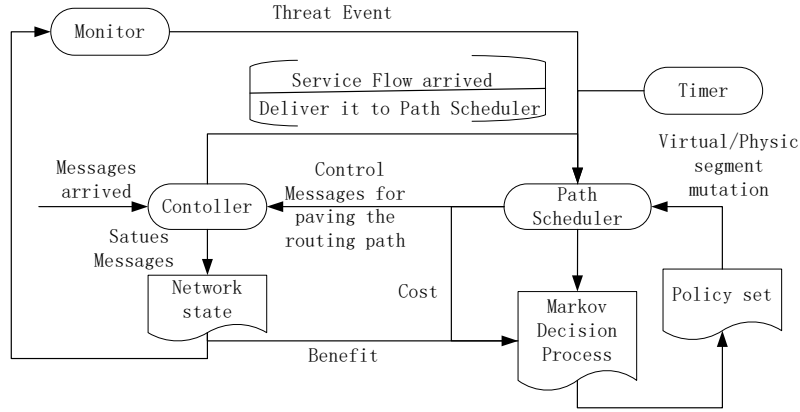 Threat Event
Monitor
Service Flow arrived
Deliver it to Path Scheduler
Timer
Virtual/Physic
segment
mutation
Messages
arrived
Control
Messages for
paving the
routing path
Contoller
Path
Scheduler
Satues
Messages
Network
state
Cost
Markov
Decision
Process
Policy set
Benefit